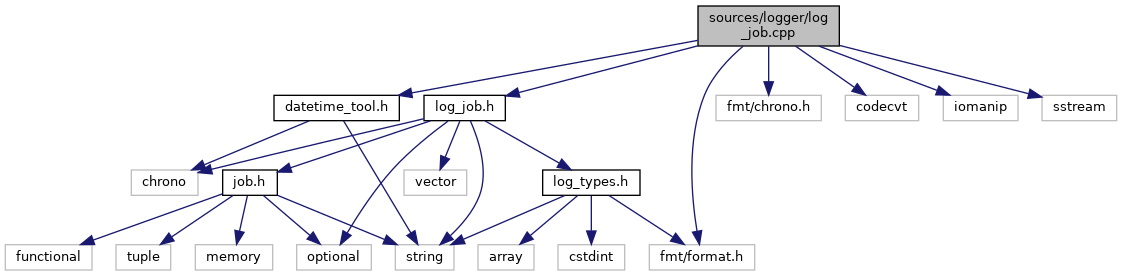 sources/logger/log
_job.cpp
datetime_tool.h
log_job.h
fmt/chrono.h
codecvt
iomanip
sstream
chrono
job.h
vector
log_types.h
functional
tuple
memory
optional
string
array
cstdint
fmt/format.h